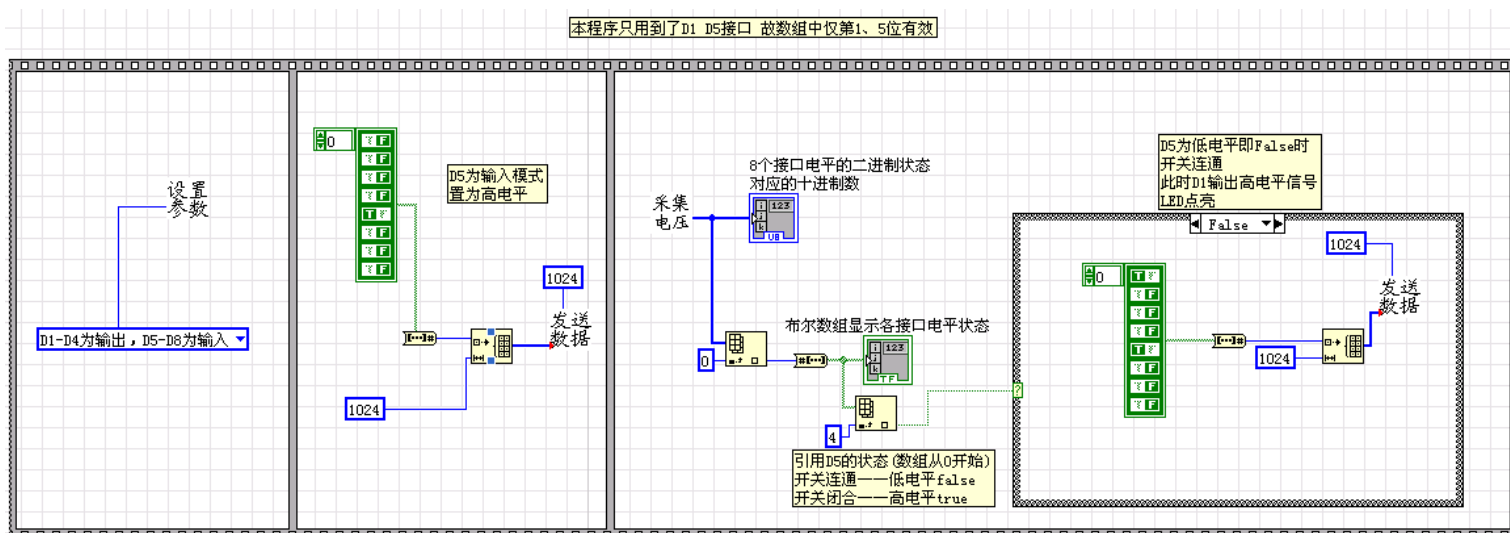 本程序只用到了D1 D5接口 故数组中仅第1、5位有效
设置
参数
D1-D4为输出，D5-D8为输入
0
F
F
F
F
T
F
F
F
D5为输入模式
置为高电平
1024
发送
数据
1024
8个接口电平的二进制状态
对应的十进制数
采集
电压
i
j
k
123
U8
布尔数组显示各接口电平状态
0
i
j
k
123
TF
4
引用D5的状态(数组从0开始)
开关连通——低电平false
开关闭合——高电平true
D5为低电平即False时
开关连通
此时D1输出高电平信号
LED点亮
False
?
0
T
F
F
F
T
F
F
F
1024
发送
数据
1024